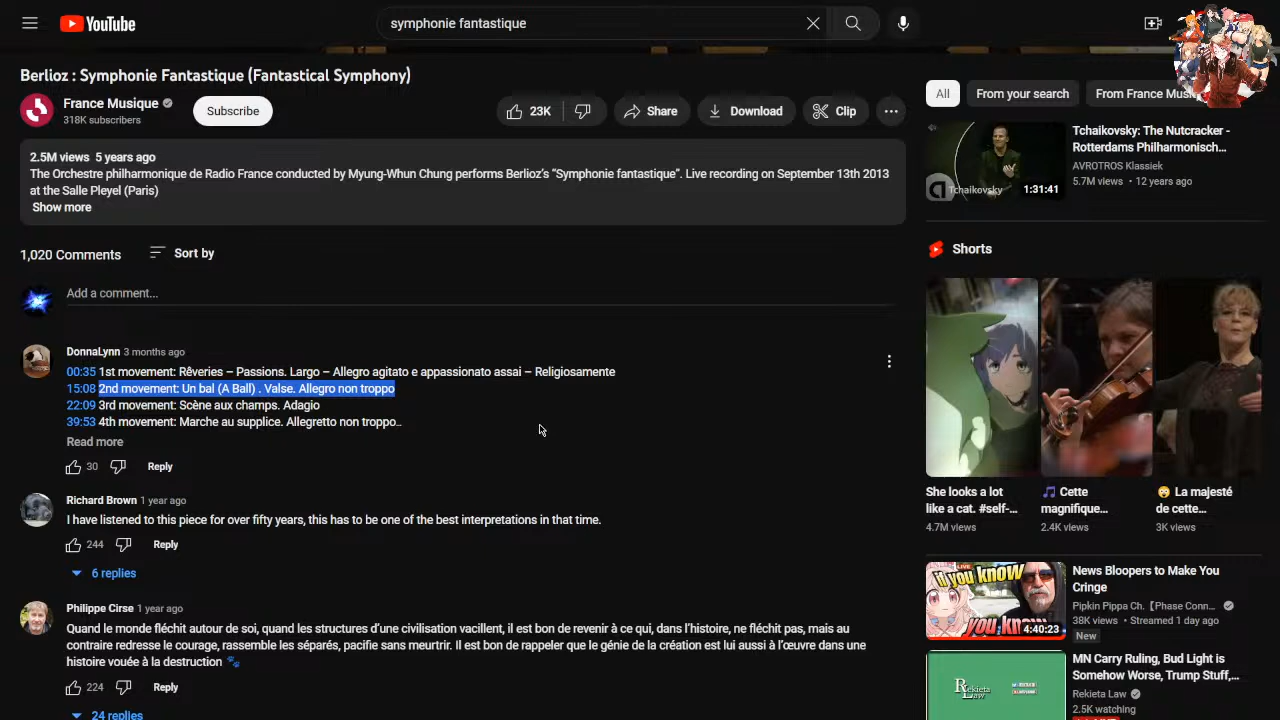 YouTube
symphonie fantastique
Berlioz : Symphonie Fantastique (Fantastical Symphony)
France Musique
318K subscribers
Subscribe
23K
Share
Download
Clip
2.5M views 5 years ago
The Orchestre philharmonique de Radio France conducted by Myung-Whun Chung performs Berlioz's "Symphonie fantastique". Live recording on September 13th 2013
at the Salle Pleyel (Paris)
Show more
1,020 Comments
Sort by
Add a comment...
DonnaLynn 3 months ago
00:35 1st movement: Rêveries – Passions. Largo – Allegro agitato e appassionato assai – Religiosamente
15:08 2nd movement: Un bal (A Ball) . Valse. Allegro non troppo
22:09 3rd movement: Scène aux champs. Adagio
39:53 4th movement: Marche au supplice. Allegretto non troppo..
Read more
30
Reply
Richard Brown 1 year ago
I have listened to this piece for over fifty years, this has to be one of the best interpretations in that time.
244
Reply
6 replies
Philippe Cirse 1 year ago
Quand le monde fléchit autour de soi, quand les structures d'une civilisation vacillent, il est bon de revenir à ce qui, dans l'histoire, ne fléchit pas, mais au
contraire redresse le courage, rassemble les séparés, pacifie sans meurtrir. Il est bon de rappeler que le génie de la création est lui aussi à l'œuvre dans une
histoire vouée à la destruction 🐾
224
Reply
24 replies
All
From your search
From France Mus
Tchaikovsky
1:31:41
Tchaikovsky: The Nutcracker -
Rotterdams Philharmonisch...
AVROTROS Klassiek
5.7M views • 12 years ago
Shorts
She looks a lot
like a cat. #self-...
4.7M views
🎵 Cette
magnifique...
2.4K views
😲 La majesté
de cette...
3K views
if you know
you know
4:40:23
News Bloopers to Make You
Cringe
Pipkin Pippa Ch.【Phase Conn...
38K views • Streamed 1 day ago
New
Rekieta
Law
MN Carry Ruling, Bud Light is
Somehow Worse, Trump Stuff,...
Rekieta Law
2.5K watching